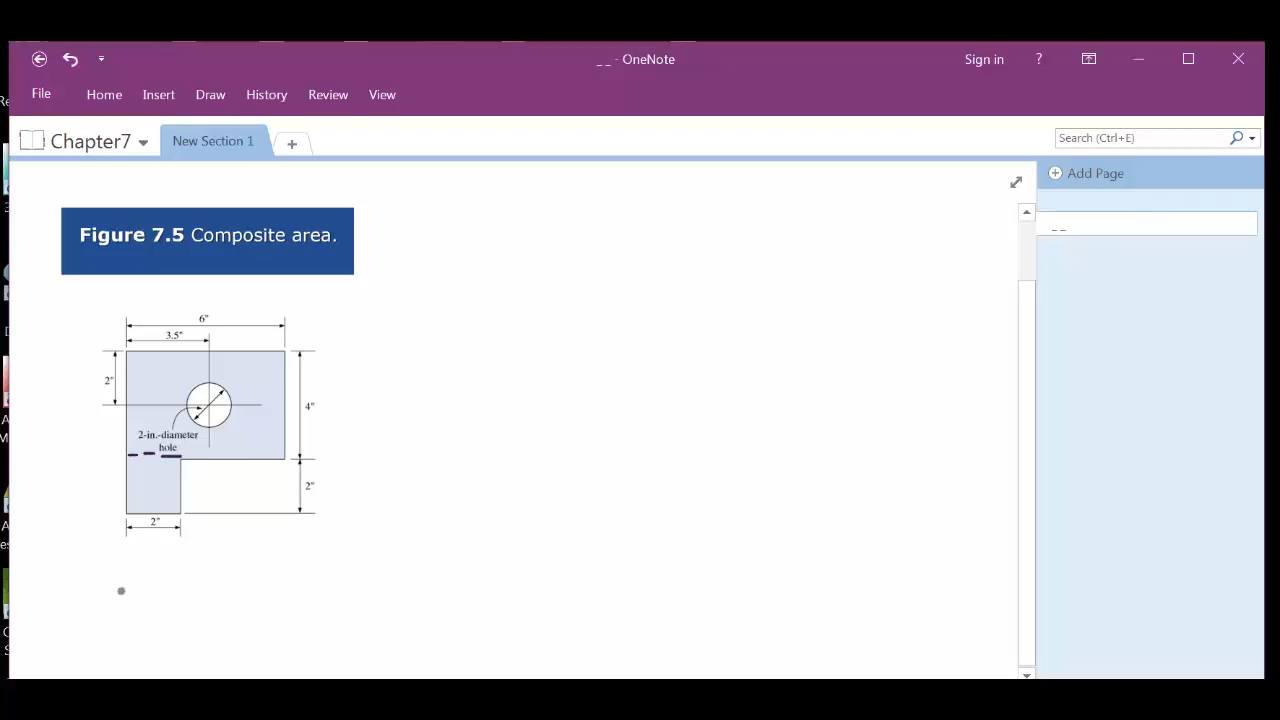 _ _ - OneNote
Sign in
?
File
Home
Insert
Draw
History
Review
View
Chapter7
New Section 1
+
Search (Ctrl+E)
Add Page
_ _
Figure 7.5 Composite area.
6"
3.5"
2"
4"
2-in.-diameter
hole
2"
2"